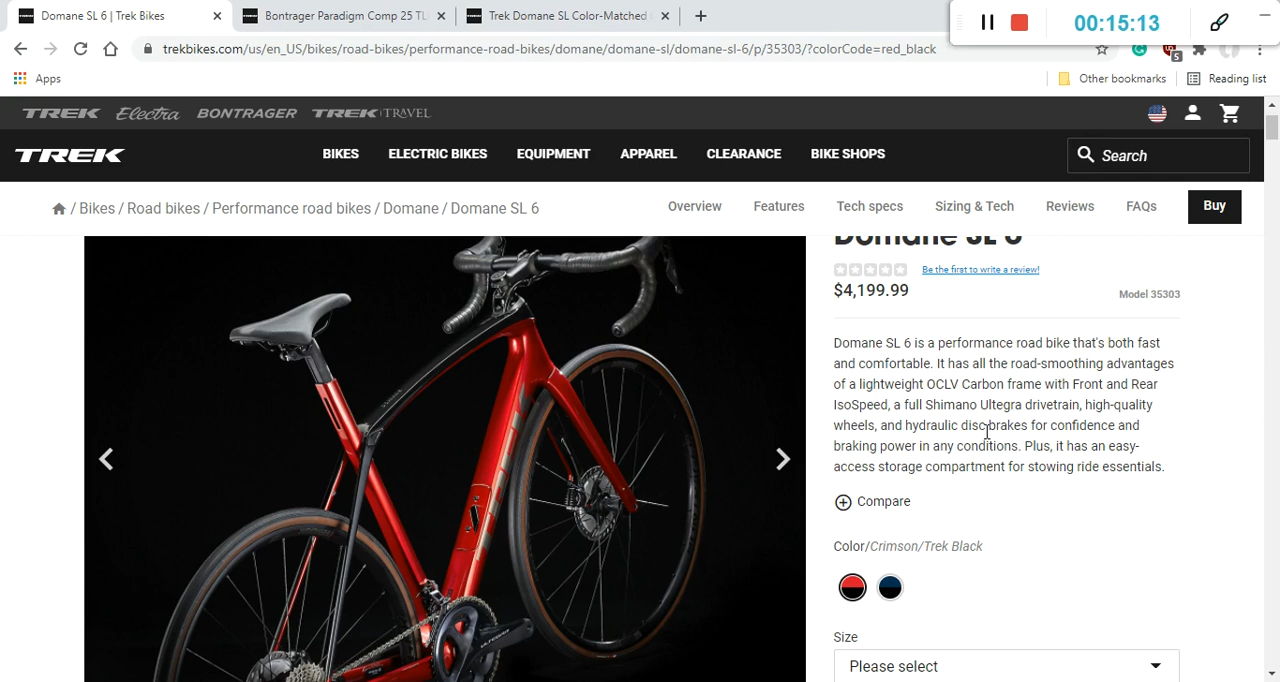 Domane SL 6 | Trek Bikes
Bontrager Paradigm Comp 25 TL
Trek Domane SL Color-Matched
00:15:13
trekbikes.com/us/en_US/bikes/road-bikes/performance-road-bikes/domane/domane-sl/domane-sl-6/p/35303/?colorCode=red_black
5
Apps
Other bookmarks
Reading list
TREK Electra BONTRAGER TREK | TRAVEL
TREK
BIKES ELECTRIC BIKES EQUIPMENT APPAREL CLEARANCE BIKE SHOPS
Search
/ Bikes / Road bikes / Performance road bikes / Domane / Domane SL 6
Overview Features Tech specs Sizing & Tech Reviews FAQs Buy
Domane SL 6
Be the first to write a review!
$4,199.99
Model 35303
Domane SL 6 is a performance road bike that's both fast
and comfortable. It has all the road-smoothing advantages
of a lightweight OCLV Carbon frame with Front and Rear
IsoSpeed, a full Shimano Ultegra drivetrain, high-quality
wheels, and hydraulic disc brakes for confidence and
braking power in any conditions. Plus, it has an easy-
access storage compartment for stowing ride essentials.
Compare
Color/Crimson/Trek Black
Size
Please select
TREK
ULTEGRA